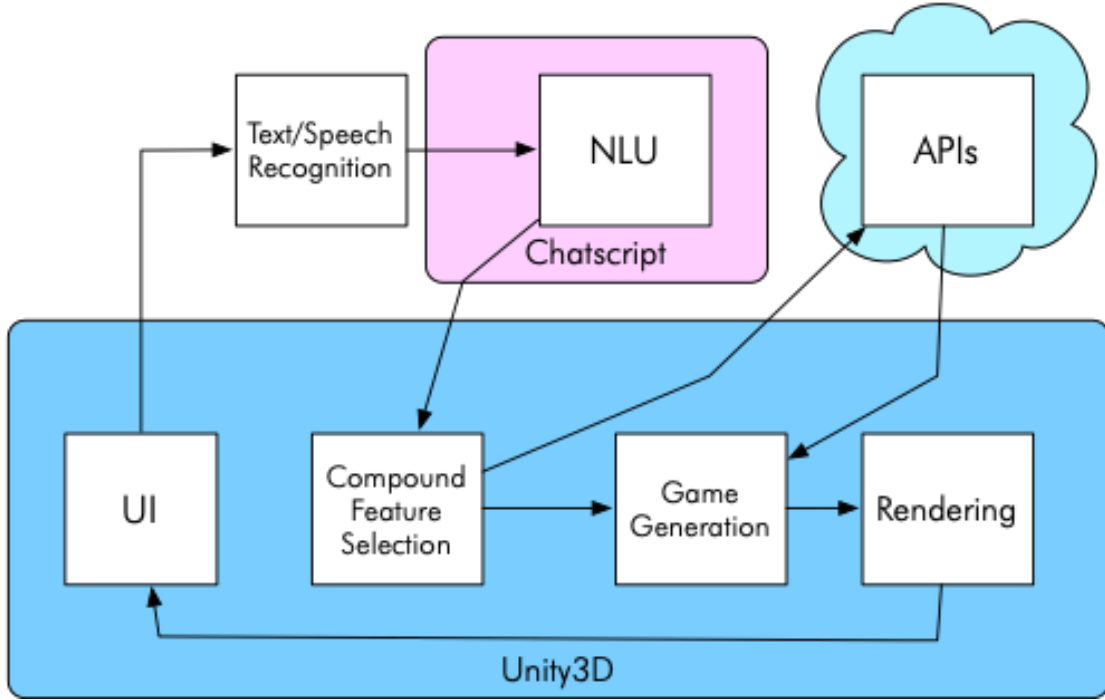 Text/Speech
Recognition
NLU
Chatscript
APIs
UI
Compound
Feature
Selection
Game
Generation
Rendering
Unity3D